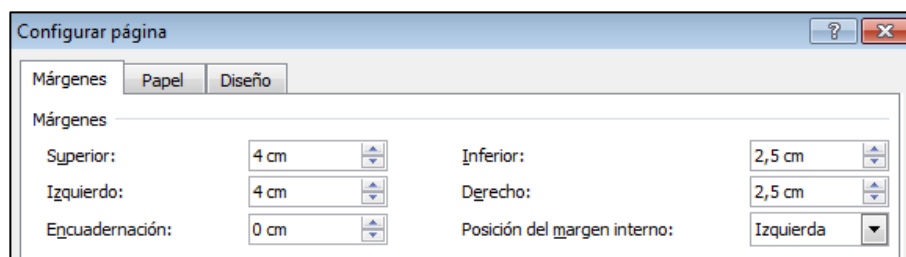 Configurar página
Márgenes Papel Diseño
Márgenes
Superior: 4 cm Inferior: 2,5 cm
Izquierdo: 4 cm Derecho: 2,5 cm
Encuadernación: 0 cm Posición del margen interno: Izquierda